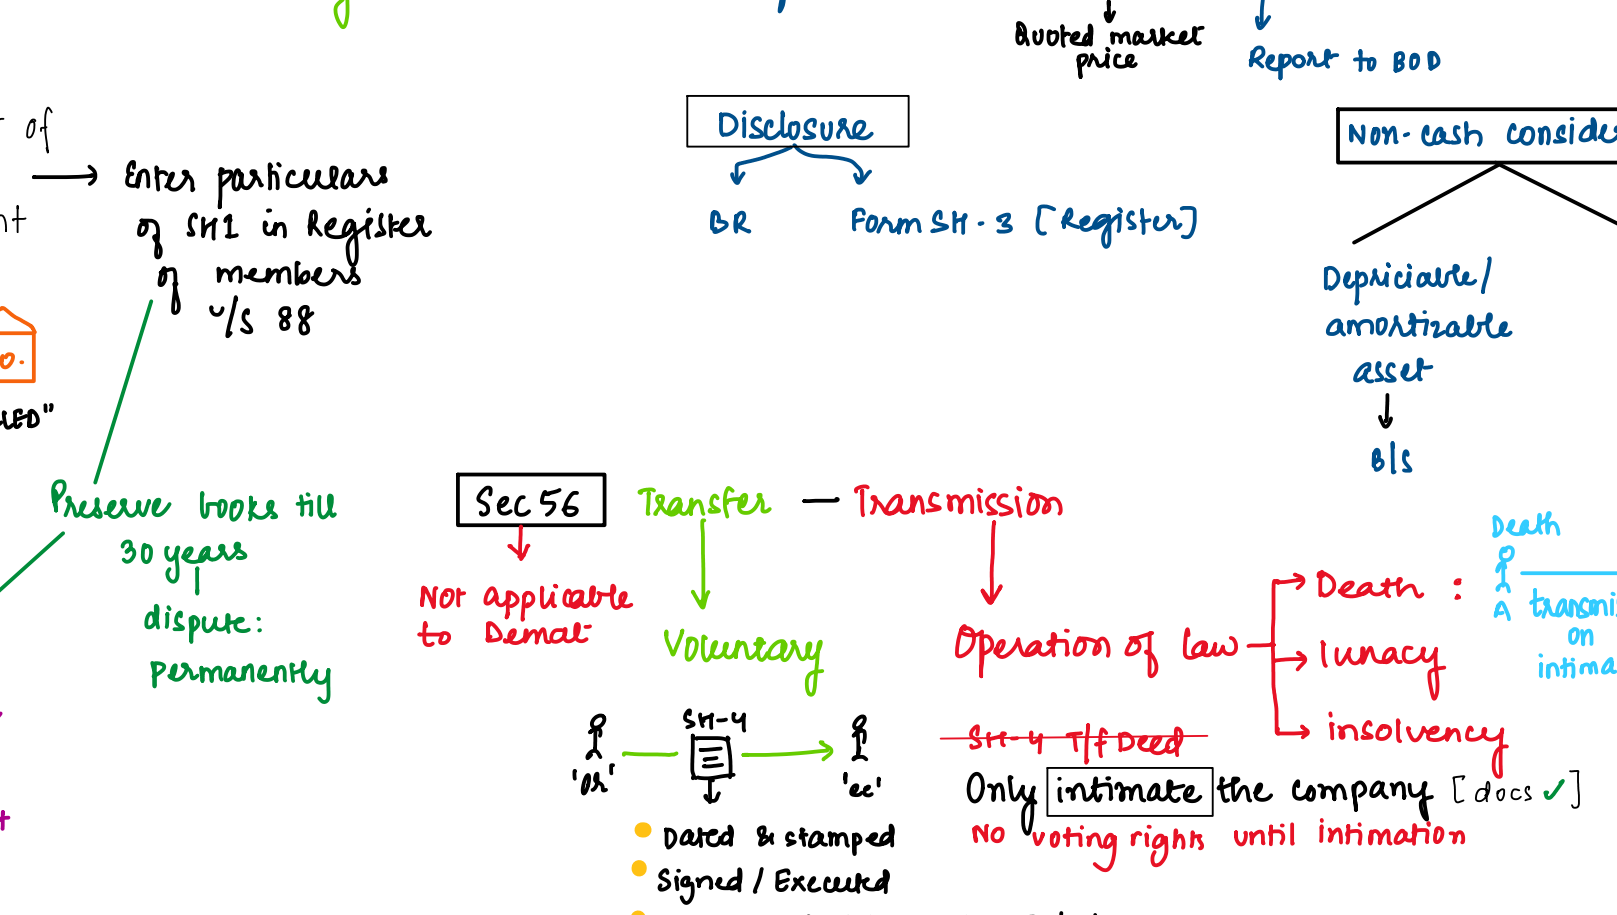 Quoted market
price
Report to BOD
Disclosure
BR
Form SH-3 [Register]
Non-cash
of
Enter particulars
of SH1 in Register
of members
u/s 88
Depriciable/
amortizable
asset
B/S
Preserve books till
30 years
dispute:
permanently
Sec 56
Transfer — Transmission
Not applicable
to Demat
Voluntary
Operation of law
Death :
lunacy
insolvency
Death
A
on
SH-4
'or'
'ee'
SH-4 T/f Deed
Only intimate the company [docs ✓]
No voting rights until intimation
Dated & stamped
Signed / Executed